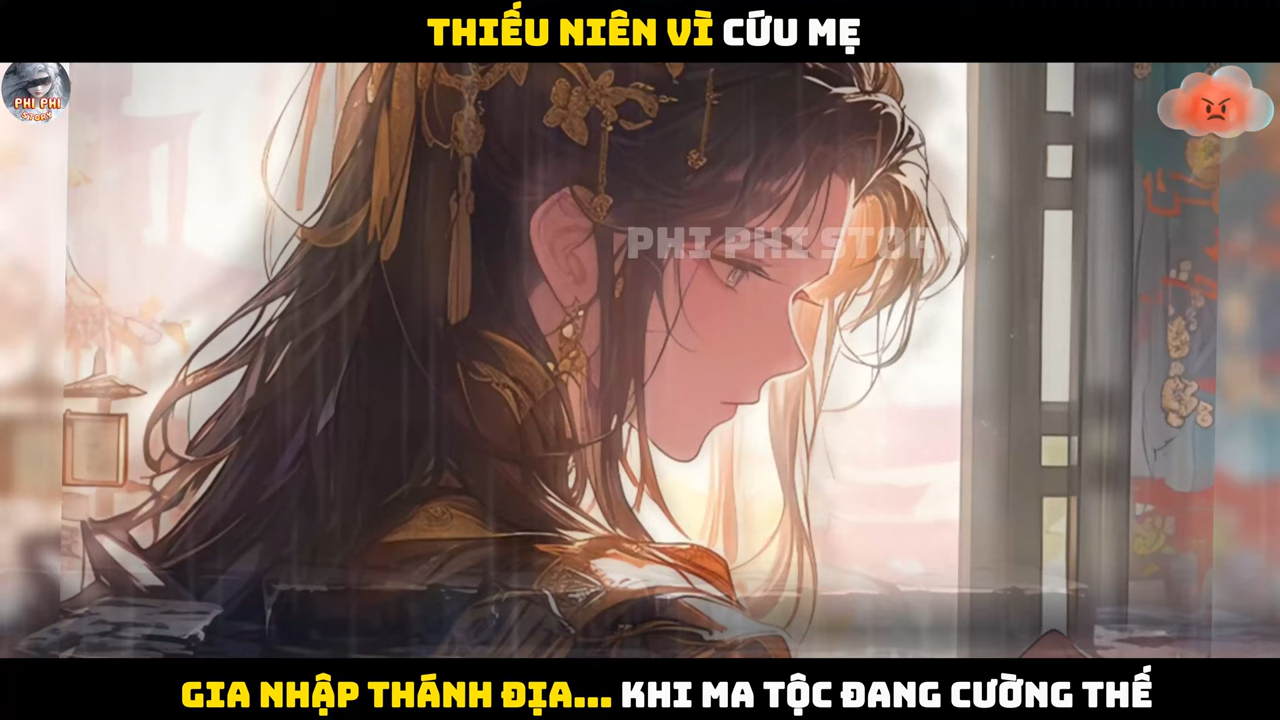 THIẾU NIÊN VÌ CỨU MẸ
PHI PHI
STORY
PHI PHI STORY
GIA NHẬP THÁNH ĐỊA... KHI MA TỘC ĐANG CƯỜNG THẾ